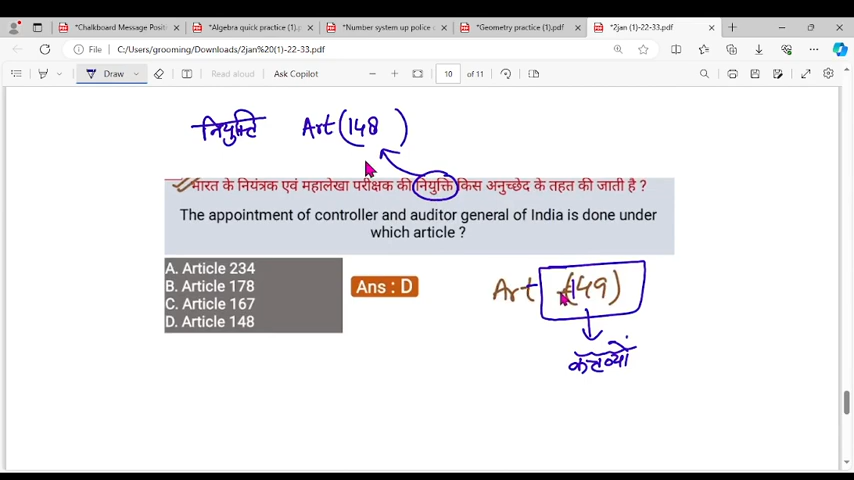 *Chalkboard Message Posit
*Algebra quick practice (1).p
*Number system up police c
*Geometry practice (1).pdf
*2jan (1)-22-33.pdf
File C:/Users/grooming/Downloads/2jan%20(1)-22-33.pdf
Draw Read aloud Ask Copilot 10 of 11
नियुक्ति Art (148)
भारत के नियंत्रक एवं महालेखा परीक्षक की नियुक्ति किस अनुच्छेद के तहत की जाती है ?
The appointment of controller and auditor general of India is done under
which article ?
A. Article 234
B. Article 178
C. Article 167
D. Article 148
Ans : D
Art (149)
कर्तव्यों